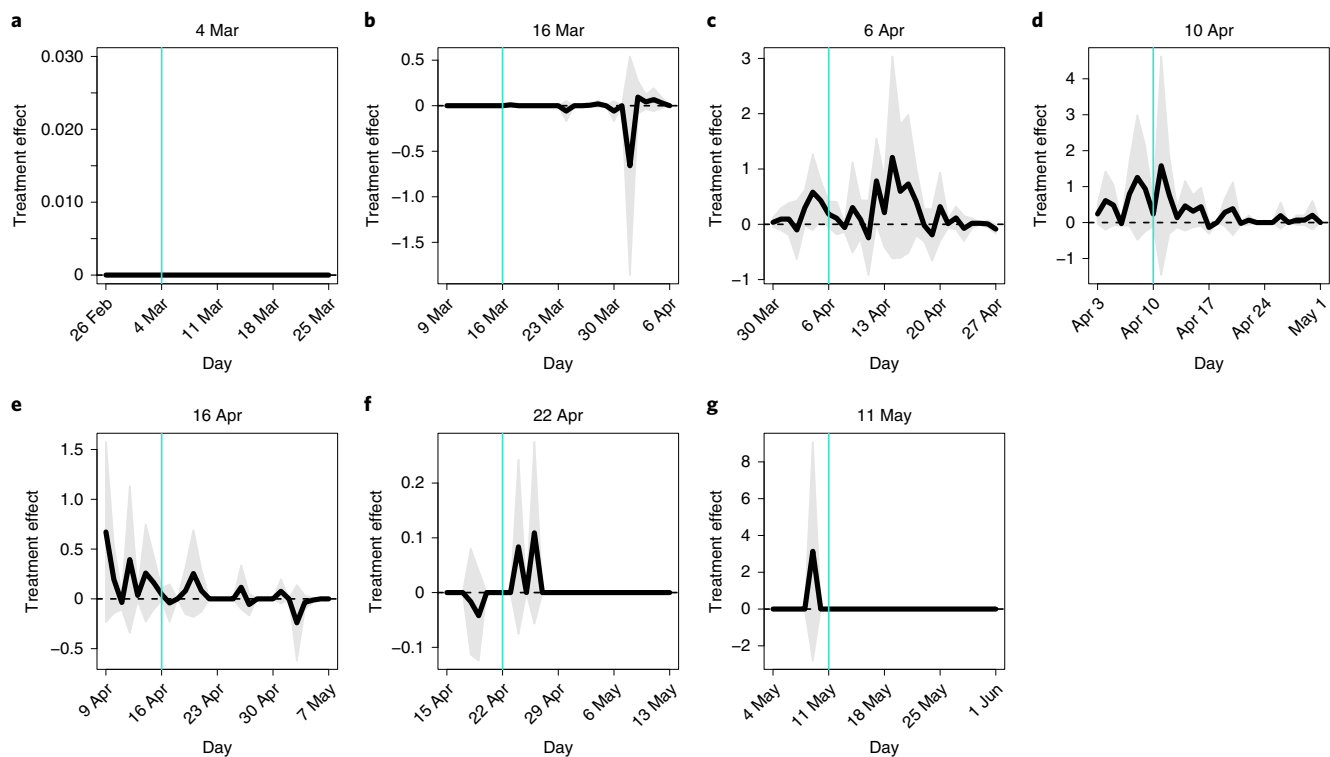 a
4 Mar
Treatment effect
0.030
0.020
0.010
0
26 Feb
4 Mar
11 Mar
18 Mar
25 Mar
Day
b
16 Mar
Treatment effect
0.5
0
−0.5
−1.0
−1.5
9 Mar
16 Mar
23 Mar
30 Mar
6 Apr
Day
c
6 Apr
Treatment effect
3
2
1
0
−1
30 Mar
6 Apr
13 Apr
20 Apr
27 Apr
Day
d
10 Apr
Treatment effect
4
3
2
1
0
−1
Apr 3
Apr 10
Apr 17
Apr 24
May 1
Day
e
16 Apr
Treatment effect
1.5
1.0
0.5
0
−0.5
9 Apr
16 Apr
23 Apr
30 Apr
7 May
Day
f
22 Apr
Treatment effect
0.2
0.1
0
−0.1
15 Apr
22 Apr
29 Apr
6 May
13 May
Day
g
11 May
Treatment effect
8
6
4
2
0
−2
4 May
11 May
18 May
25 May
1 Jun
Day